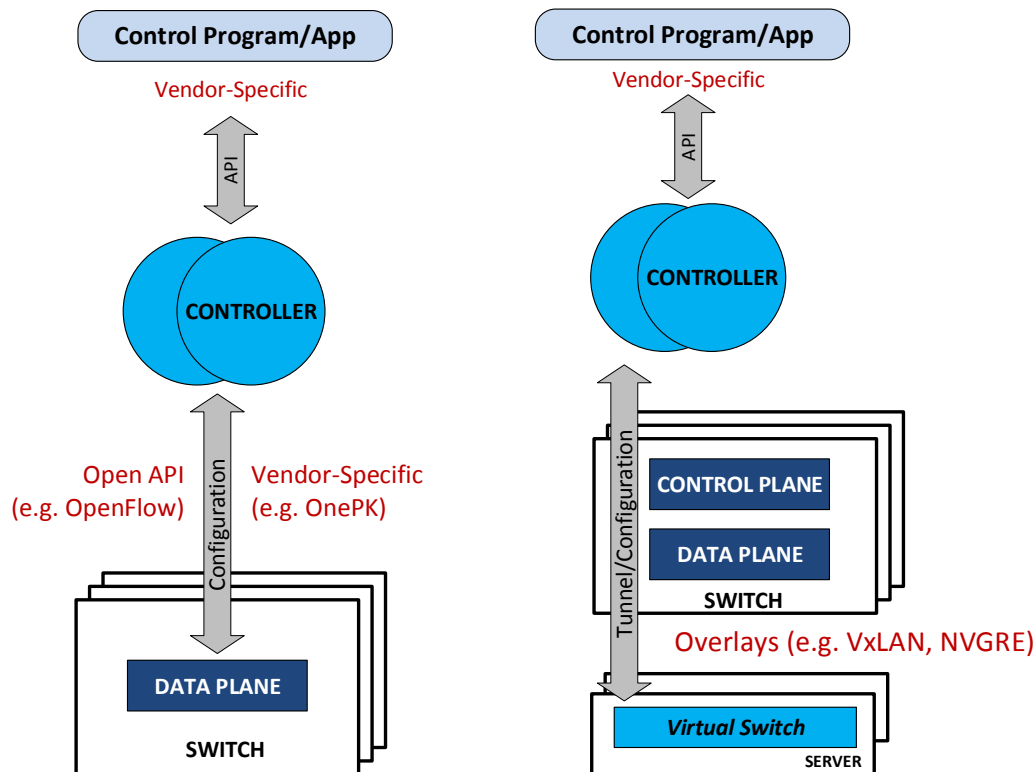 Control Program/App
Vendor-Specific
API
CONTROLLER
Open API
(e.g. OpenFlow)
Vendor-Specific
(e.g. OnePK)
Configuration
DATA PLANE
SWITCH
Control Program/App
Vendor-Specific
API
CONTROLLER
Tunnel/Configuration
CONTROL PLANE
DATA PLANE
SWITCH
Overlays (e.g. VxLAN, NVGRE)
Virtual Switch
SERVER